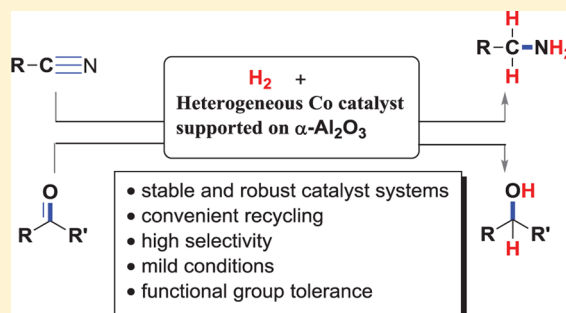 R-C≡N
H₂ +
Heterogeneous Co catalyst
supported on α-Al₂O₃
H
R-C-NH₂
H
O
R R'
• stable and robust catalyst systems
• convenient recycling
• high selectivity
• mild conditions
• functional group tolerance
OH
R R'
H